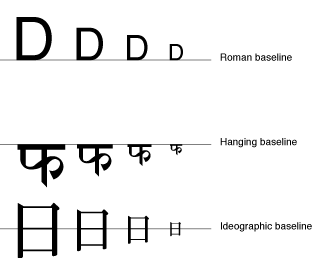 D D D D Roman baseline
फ फ फ फ Hanging baseline
日 日 日 日 Ideographic baseline